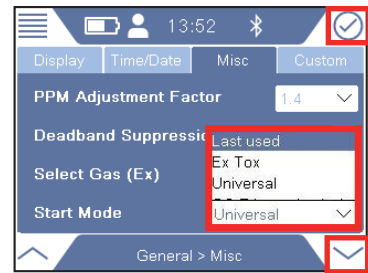 13:52
Display Time/Date Misc Custom
PPM Adjustment Factor 1.4
Deadband
Last used
Ex Tox
Select Gas (Ex)
Universal
Start Mode Universal
General > Misc